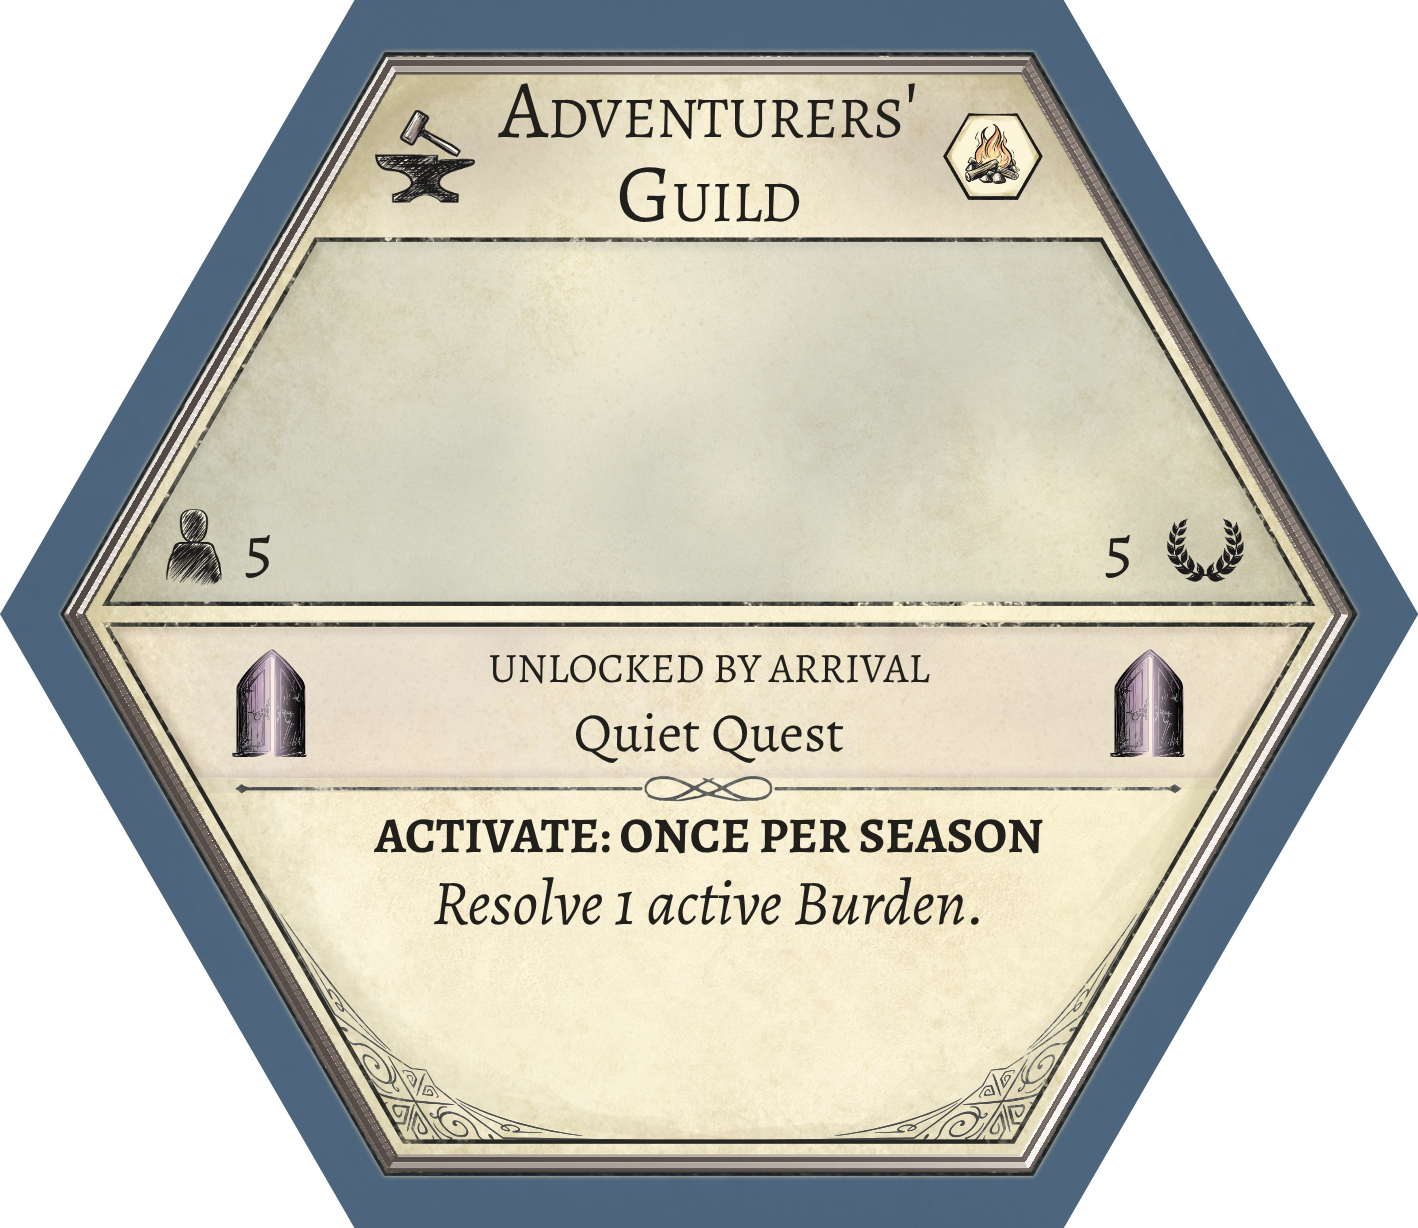 Adventurers'
Guild
5
5
UNLOCKED BY ARRIVAL
Quiet Quest
ACTIVATE: ONCE PER SEASON
Resolve 1 active Burden.